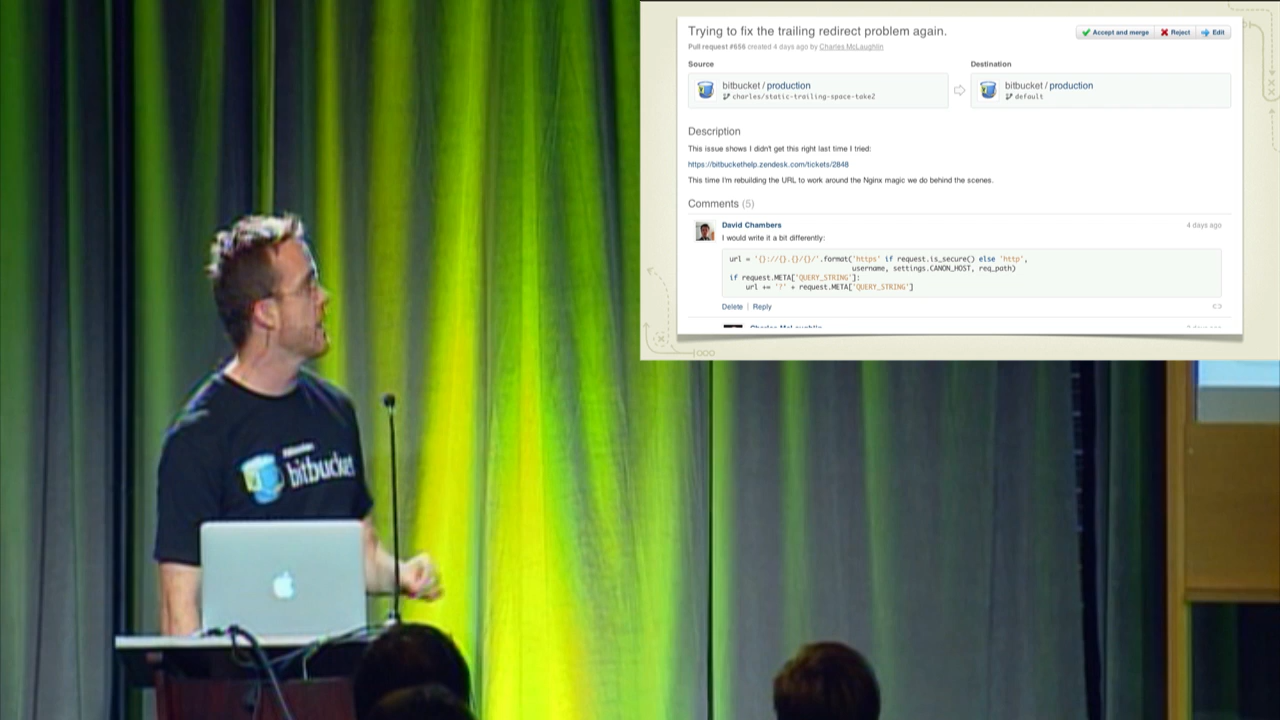 Trying to fix the trailing redirect problem again.
Accept and merge Reject Edit
Pull request #656 created 4 days ago by Charles McLaughlin
Source Destination
bitbucket / production bitbucket / production
charles/static-trailing-space-take2 default
Description
This issue shows I didn't get this right last time I tried:
https://bitbuckethelp.zendesk.com/tickets/2848
This time I'm rebuilding the URL to work around the Nginx magic we do behind the scenes.
Comments (5)
David Chambers 4 days ago
I would write it a bit differently:
url = '{}://{}.{}/{}/'.format('https' if request.is_secure() else 'http',
username, settings.CANON_HOST, req_path)
if request.META['QUERY_STRING']:
url += '?' + request.META['QUERY_STRING']
Delete | Reply
Charles McLaughlin
bitbucket